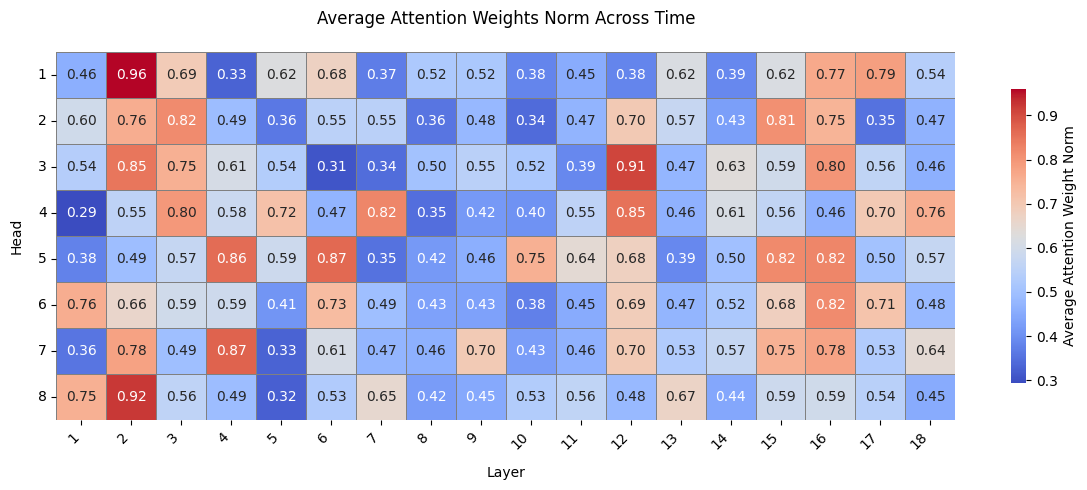 Average Attention Weights Norm Across Time
Head
1 0.46 0.96 0.69 0.33 0.62 0.68 0.37 0.52 0.52 0.38 0.45 0.38 0.62 0.39 0.62 0.77 0.79 0.54
2 0.60 0.76 0.82 0.49 0.36 0.55 0.55 0.36 0.48 0.34 0.47 0.70 0.57 0.43 0.81 0.75 0.35 0.47
3 0.54 0.85 0.75 0.61 0.54 0.31 0.34 0.50 0.55 0.52 0.39 0.91 0.47 0.63 0.59 0.80 0.56 0.46
4 0.29 0.55 0.80 0.58 0.72 0.47 0.82 0.35 0.42 0.40 0.55 0.85 0.46 0.61 0.56 0.46 0.70 0.76
5 0.38 0.49 0.57 0.86 0.59 0.87 0.35 0.42 0.46 0.75 0.64 0.68 0.39 0.50 0.82 0.82 0.50 0.57
6 0.76 0.66 0.59 0.59 0.41 0.73 0.49 0.43 0.43 0.38 0.45 0.69 0.47 0.52 0.68 0.82 0.71 0.48
7 0.36 0.78 0.49 0.87 0.33 0.61 0.47 0.46 0.70 0.43 0.46 0.70 0.53 0.57 0.75 0.78 0.53 0.64
8 0.75 0.92 0.56 0.49 0.32 0.53 0.65 0.42 0.45 0.53 0.56 0.48 0.67 0.44 0.59 0.59 0.54 0.45
1 2 3 4 5 6 7 8 9 10 11 12 13 14 15 16 17 18
Layer
0.9
0.8
0.7
0.6
0.5
0.4
0.3
Average Attention Weight Norm